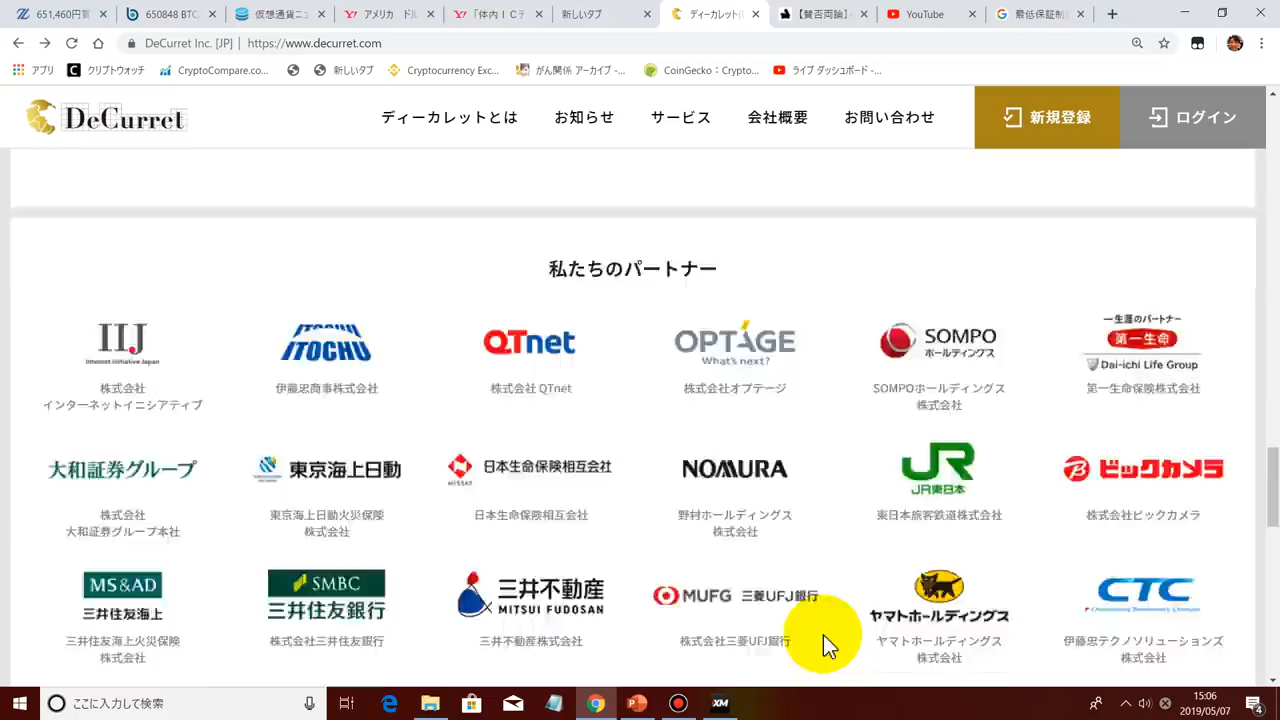 651,460円
650848 BTC
仮想通貨ニュ
アメリカ ドル
「体内ＩＣチ
新しいタブ
ディーカレット(
【賛否両論】
YouTube
最低保証制
DeCurret Inc. [JP] | https://www.decurret.com
アプリ
クリプトウォッチ
CryptoCompare.co...
新しいタブ
Cryptocurrency Exc...
がん関係 アーカイブ -...
CoinGecko：Crypto...
ライブ ダッシュボード -...
DeCurret
ディーカレットとは
お知らせ
サービス
会社概要
お問い合わせ
新規登録
ログイン
私たちのパートナー
IIJ
Internet Initiative Japan
ITOCHU
QTnet
OPTAGE
What's next?
SOMPO
ホールディングス
一生涯のパートナー
第一生命
Dai-ichi Life Group
株式会社
インターネットイニシアティブ
伊藤忠商事株式会社
株式会社 QTnet
株式会社オプテージ
SOMPOホールディングス
株式会社
第一生命保険株式会社
大和証券グループ
東京海上日動
NISSAY
日本生命保険相互会社
NOMURA
JR
JR東日本
ビックカメラ
株式会社
大和証券グループ本社
東京海上日動火災保険
株式会社
日本生命保険相互会社
野村ホールディングス
株式会社
東日本旅客鉄道株式会社
株式会社ビックカメラ
MS&AD
三井住友海上
SMBC
三井住友銀行
三井不動産
MITSUI FUDOSAN
MUFG 三菱UFJ銀行
ヤマトホールディングス
CTC
三井住友海上火災保険
株式会社
株式会社三井住友銀行
三井不動産株式会社
株式会社三菱UFJ銀行
ヤマトホールディングス
株式会社
伊藤忠テクノソリューションズ
株式会社
ここに入力して検索
XM
15:06
2019/05/07
4